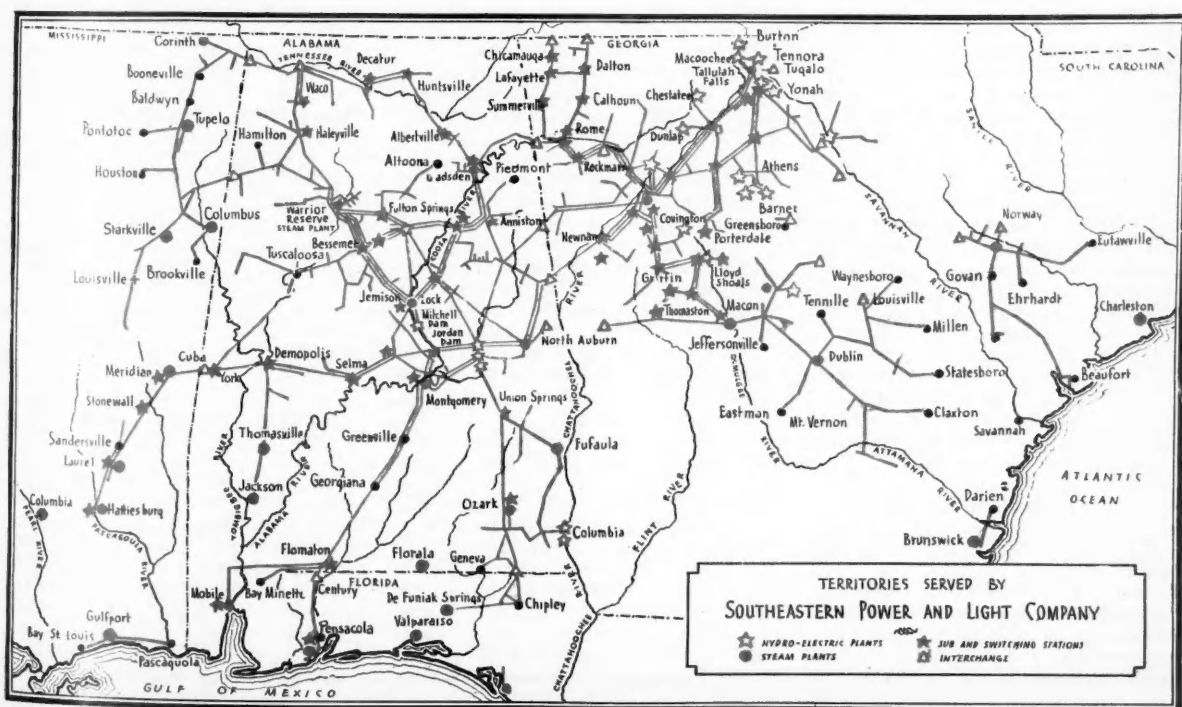 MISSISSIPPI
ALABAMA
GEORGIA
SOUTH CAROLINA
Corinth
TENNESSEE RIVER
Decatur
Chicamauga
Burton
Macoochee
Tennora
Tallulah
Falls
Tugalo
Booneville
Waco
Huntsville
Lafayette
Dalton
Yonah
Baldwyn
Summerville
Calhoun
Chestatee
Pontotoc
Tupelo
Hamilton
Haleyville
Albertville
Rome
Dunlap
Houston
Altoona
Gadsden
Piedmont
Rockmart
Athens
SAVANNAH RIVER
Warrior
Reserve
STEAM PLANT
Fulton Springs
COOSA RIVER
Anniston
Covington
Barnet
Greensboro
Starkville
Columbus
Bessemer
Newnan
Porterdale
Norway
Eutawville
Brookville
Tuscaloosa
Louisville
Jemison
Lock
Mitchell
Dam
Jordan
Dam
RIVER
Griffin
Lloyd
Shoals
Waynesboro
Govan
Ehrhardt
Charleston
Thomaston
Macon
Tennille
Louisville
Millen
Cuba
Demopolis
Selma
North Auburn
Jeffersonville
Dublin
Statesboro
Beaufort
Meridian
York
Montgomery
CHATTAHOOCHEE
OCMULGEE
RIVER
Stonewall
Union Springs
Eastman
Mt. Vernon
Claxton
Savannah
Sandersville
Thomasville
Greenville
Eufaula
Laurel
ALTAMAHA RIVER
ATLANTIC
OCEAN
Columbia
PEARL RIVER
Hattiesburg
PASCAGOULA
RIVER
Jackson
TOMBIGBEE
RIVER
ALABAMA
RIVER
Georgiana
Ozark
Columbia
FLINT
RIVER
Darien
Brunswick
Flomaton
Florala
Geneva
Mobile
Bay Minette
Century
FLORIDA
De Funiak Springs
Chipley
RIVER
Gulfport
Bay St Louis
Pascaquola
Pensacola
Valparaiso
CHATTAHOOCHEE
GULF OF MEXICO
TERRITORIES SERVED BY
SOUTHEASTERN POWER AND LIGHT COMPANY
HYDRO-ELECTRIC PLANTS
SUB AND SWITCHING STATIONS
STEAM PLANTS
INTERCHANGE